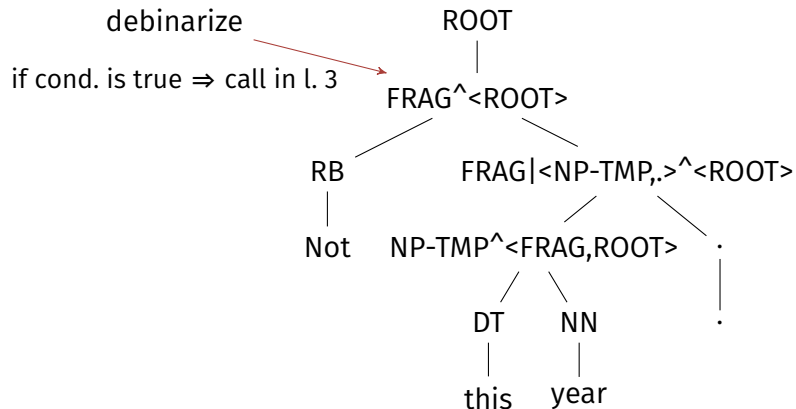 debinarize
ROOT
if cond. is true ⇒ call in l. 3
FRAG^<ROOT>
RB
FRAG|<NP-TMP,.>^<ROOT>
Not
NP-TMP^<FRAG,ROOT>
.
DT
NN
.
this
year